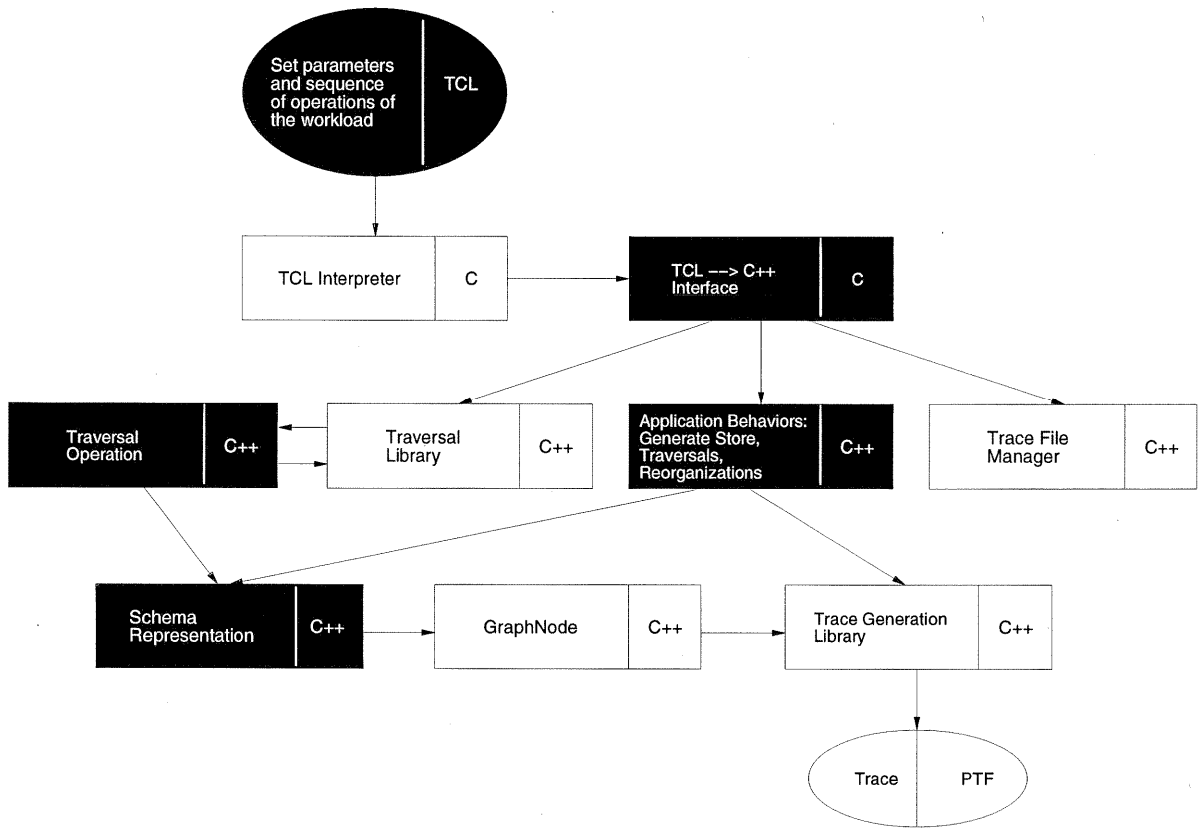 Set parameters
and sequence
of operations of
the workload
TCL
TCL Interpreter
C
TCL --> C++
Interface
C
Traversal
Operation
C++
Traversal
Library
C++
Application Behaviors:
Generate Store,
Traversals,
Reorganizations
C++
Trace File
Manager
C++
Schema
Representation
C++
GraphNode
C++
Trace Generation
Library
C++
Trace
PTF